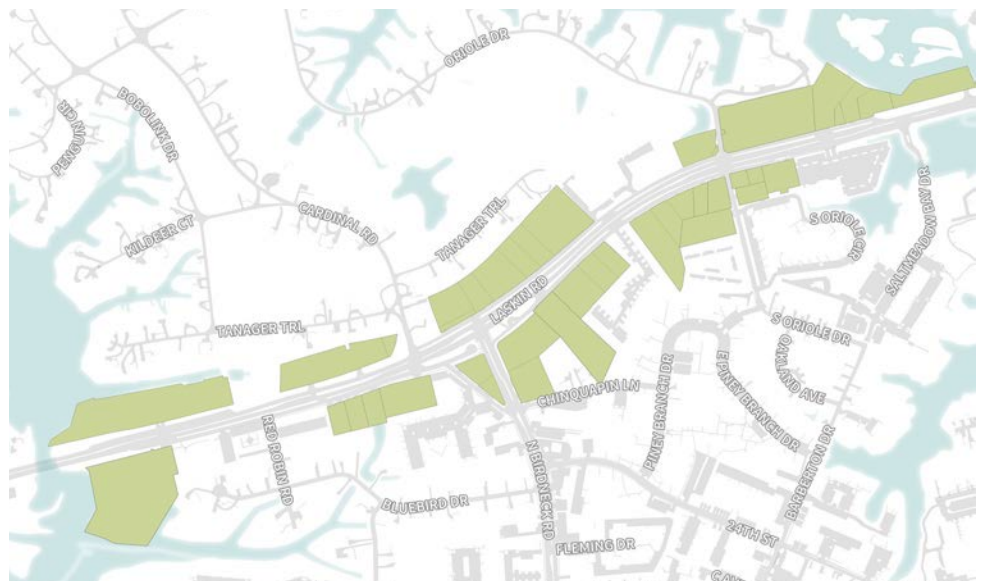 ORIOLE DR
BOBOLINK DR
PENGUIN CIR
CARDINAL RD
TANAGER TRL
KILDEER CT
S ORIOLE CIR
SALTMEADOW BAY DR
LASKIN RD
TANAGER TRL
S ORIOLE DR
OAKLAND AVE
CHINQUAPIN LN
PINEY BRANCH DR
E PINEY BRANCH DR
RED ROBIN RD
N BIRDNECK RD
BARBERTON DR
BLUEBIRD DR
24TH ST
FLEMING DR